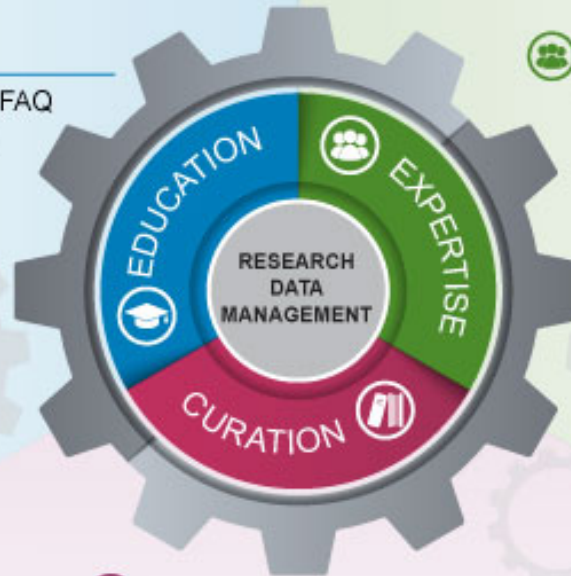 FAQ
EDUCATION
EXPERTISE
RESEARCH
DATA
MANAGEMENT
CURATION